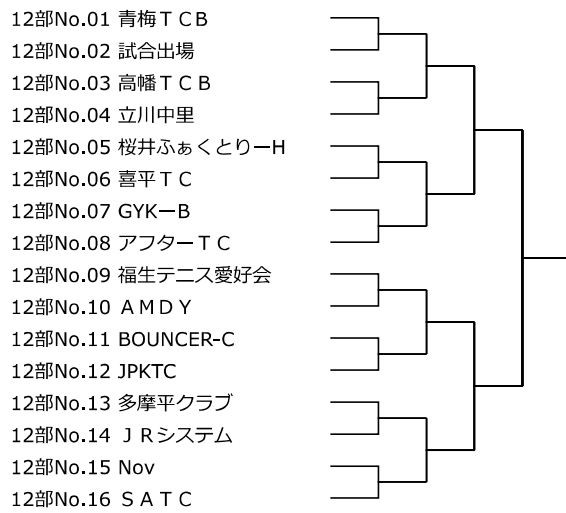 12部No.01 青梅ＴＣＢ
12部No.02 試合出場
12部No.03 高幡ＴＣＢ
12部No.04 立川中里
12部No.05 桜井ふぁくとりーH
12部No.06 喜平ＴＣ
12部No.07 GYKーB
12部No.08 アフターＴＣ
12部No.09 福生テニス愛好会
12部No.10 ＡＭＤＹ
12部No.11 BOUNCER-C
12部No.12 JPKTC
12部No.13 多摩平クラブ
12部No.14 ＪＲシステム
12部No.15 Nov
12部No.16 ＳＡＴＣ